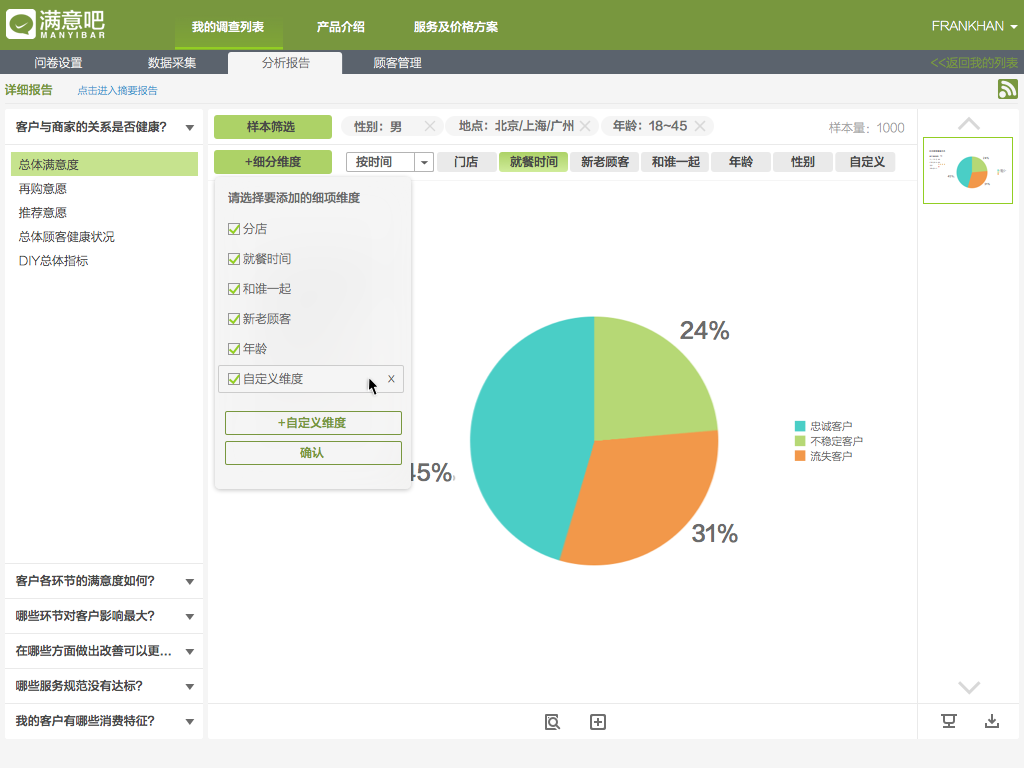 满意吧
MANYIBAR
我的调查列表
产品介绍
服务及价格方案
FRANKHAN
问卷设置
数据采集
分析报告
顾客管理
<<返回我的列表
详细报告
点击进入摘要报告
客户与商家的关系是否健康?
总体满意度
再购意愿
推荐意愿
总体顾客健康状况
DIY总体指标
客户各环节的满意度如何?
哪些环节对客户影响最大?
在哪些方面做出改善可以更...
哪些服务规范没有达标?
我的客户有哪些消费特征?
样本筛选
性别：男
地点：北京/上海/广州
年龄：18~45
样本量：1000
+细分维度
按时间
门店
就餐时间
新老顾客
和谁一起
年龄
性别
自定义
请选择要添加的细项维度
分店
就餐时间
和谁一起
新老顾客
年龄
自定义维度
X
+自定义维度
确认
24%
45%
31%
忠诚客户
不稳定客户
流失客户